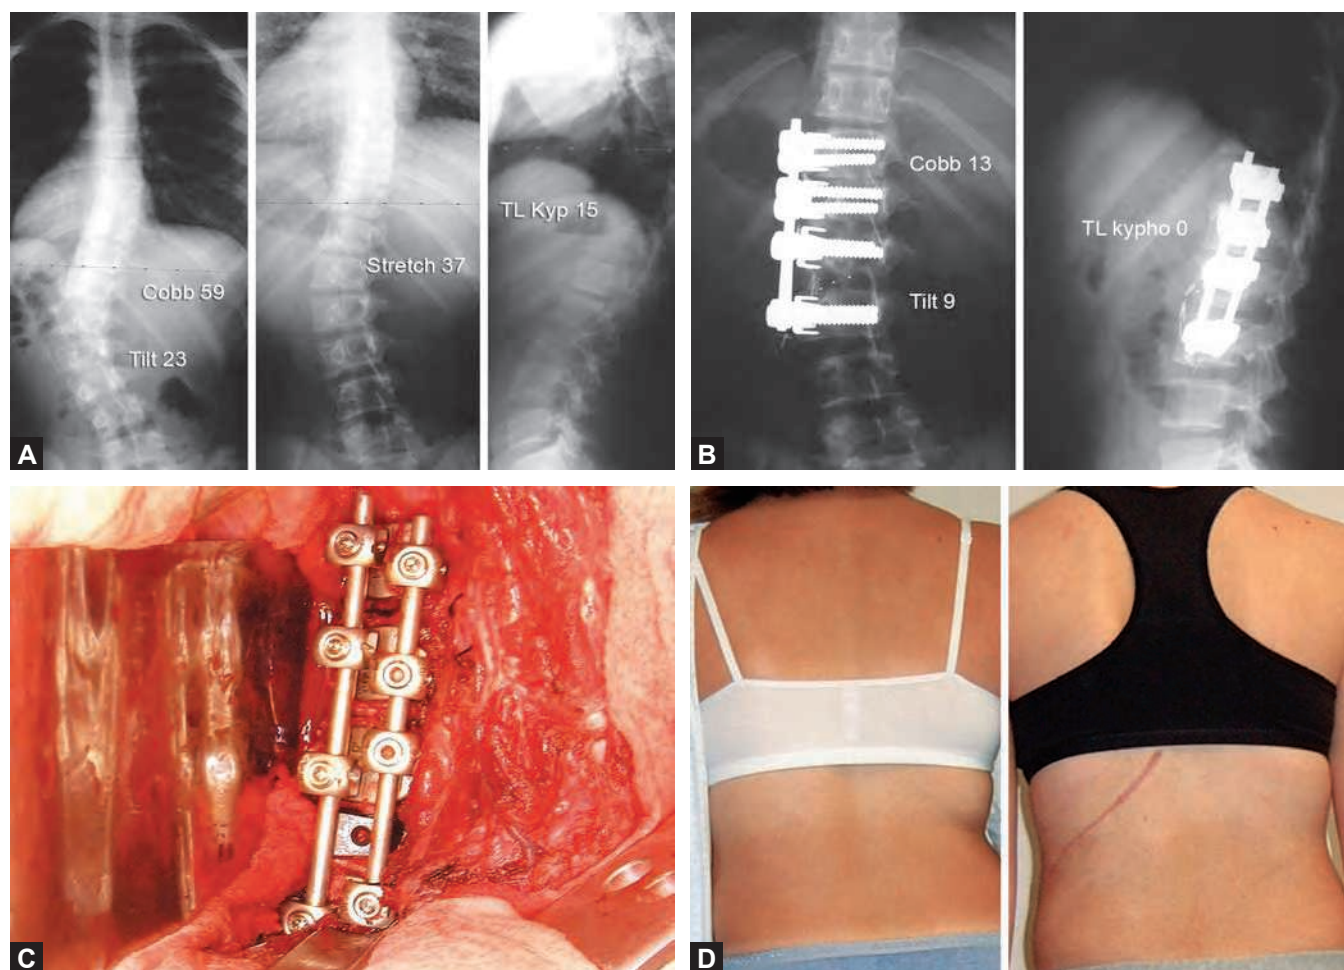 Cobb 59
Tilt 23
Stretch 37
TL Kyp 15
A
Cobb 13
Tilt 9
TL kypho 0
B
C
D